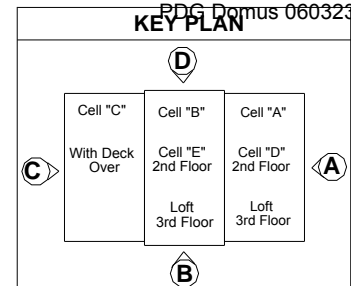 PDG Domus 060323
KEY PLAN
D
Cell "C"
Cell "B"
Cell "A"
With Deck
Over
Cell "E"
2nd Floor
Cell "D"
2nd Floor
C
A
Loft
3rd Floor
Loft
3rd Floor
B